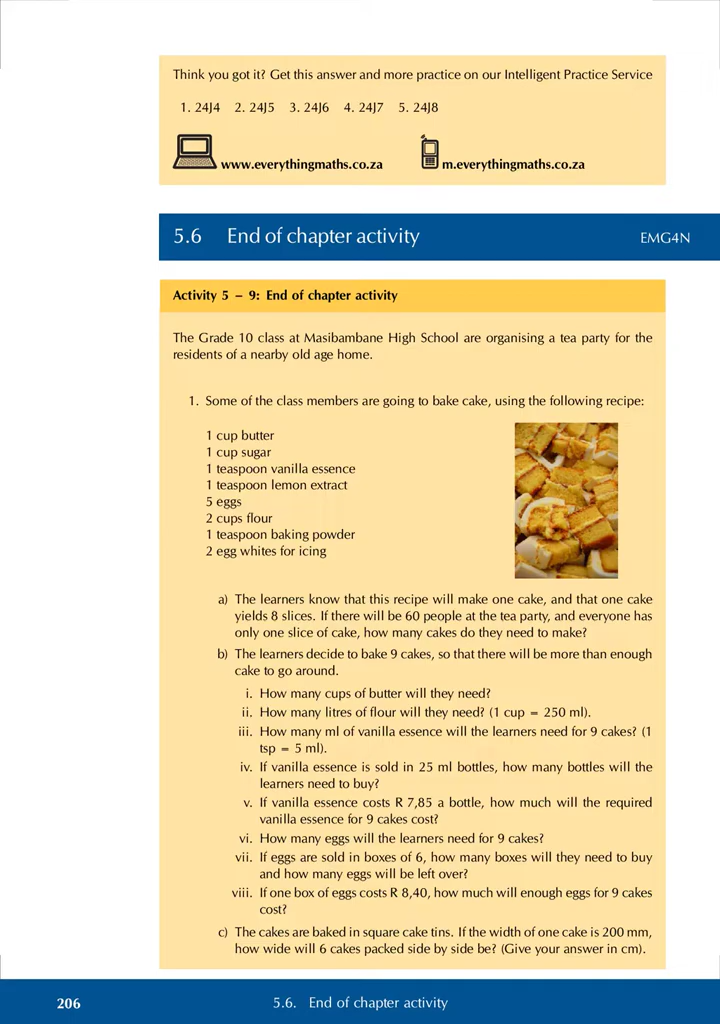 Think you got it? Get this answer and more practice on our Intelligent Practice Service
1. 24J4 2. 24J5 3. 24J6 4. 24J7 5. 24J8
www.everythingmaths.co.za m.everythingmaths.co.za
5.6 End of chapter activity EMG4N
Activity 5 – 9: End of chapter activity
The Grade 10 class at Masibambane High School are organising a tea party for the
residents of a nearby old age home.
1. Some of the class members are going to bake cake, using the following recipe:
1 cup butter
1 cup sugar
1 teaspoon vanilla essence
1 teaspoon lemon extract
5 eggs
2 cups flour
1 teaspoon baking powder
2 egg whites for icing
a) The learners know that this recipe will make one cake, and that one cake
yields 8 slices. If there will be 60 people at the tea party, and everyone has
only one slice of cake, how many cakes do they need to make?
b) The learners decide to bake 9 cakes, so that there will be more than enough
cake to go around.
i. How many cups of butter will they need?
ii. How many litres of flour will they need? (1 cup = 250 ml).
iii. How many ml of vanilla essence will the learners need for 9 cakes? (1
tsp = 5 ml).
iv. If vanilla essence is sold in 25 ml bottles, how many bottles will the
learners need to buy?
v. If vanilla essence costs R 7,85 a bottle, how much will the required
vanilla essence for 9 cakes cost?
vi. How many eggs will the learners need for 9 cakes?
vii. If eggs are sold in boxes of 6, how many boxes will they need to buy
and how many eggs will be left over?
viii. If one box of eggs costs R 8,40, how much will enough eggs for 9 cakes
cost?
c) The cakes are baked in square cake tins. If the width of one cake is 200 mm,
how wide will 6 cakes packed side by side be? (Give your answer in cm).
206 5.6. End of chapter activity